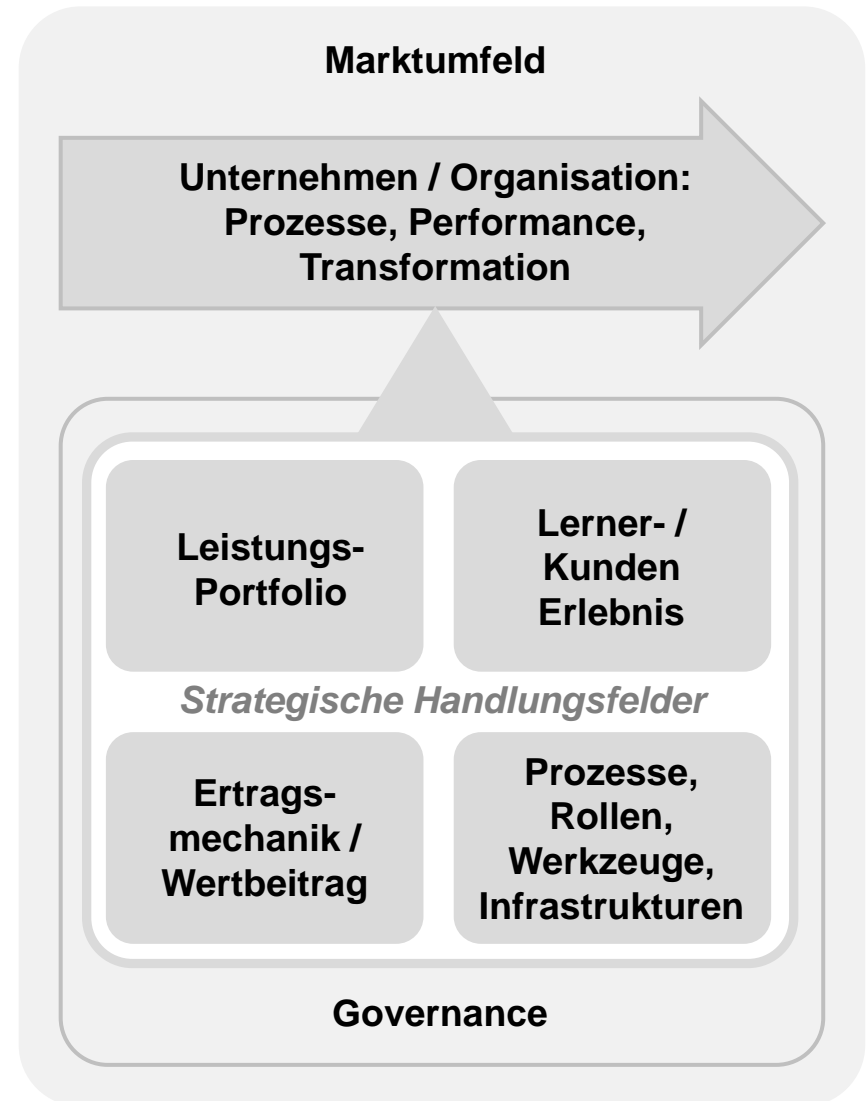 Marktumfeld
Unternehmen / Organisation:
Prozesse, Performance,
Transformation
Leistungs-
Portfolio
Lerner- /
Kunden
Erlebnis
Strategische Handlungsfelder
Ertrags-
mechanik /
Wertbeitrag
Prozesse,
Rollen,
Werkzeuge,
Infrastrukturen
Governance